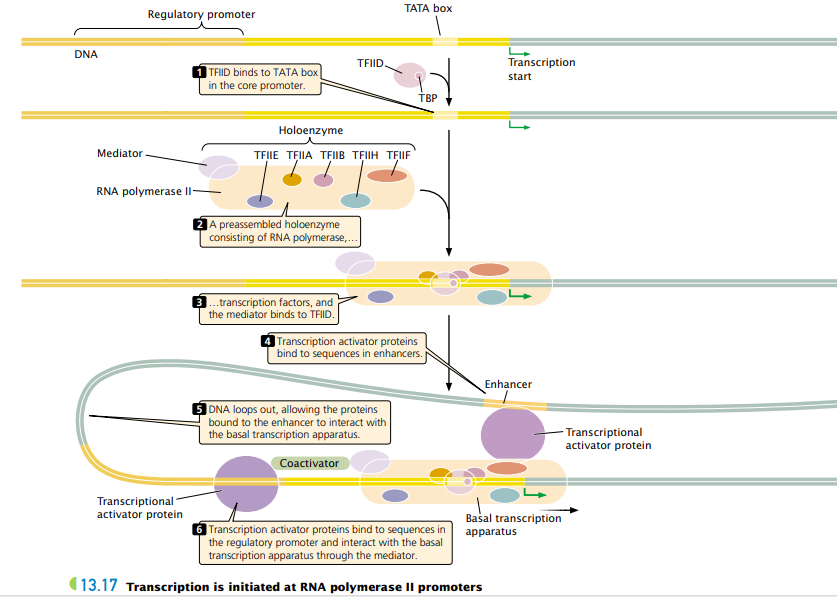 TATA box
Regulatory promoter
DNA
TFIID
Transcription
start
1 TFIID binds to TATA box
in the core promoter.
TBP
Holoenzyme
Mediator
TFIIE TFIIA TFIIB TFIIH TFIIF
RNA polymerase II
2 A preassembled holoenzyme
consisting of RNA polymerase,…
3 …transcription factors, and
the mediator binds to TFIID.
4 Transcription activator proteins
bind to sequences in enhancers.
Enhancer
5 DNA loops out, allowing the proteins
bound to the enhancer to interact with
the basal transcription apparatus.
Transcriptional
activator protein
Coactivator
Transcriptional
activator protein
Basal transcription
apparatus
6 Transcription activator proteins bind to sequences in
the regulatory promoter and interact with the basal
transcription apparatus through the mediator.
13.17 Transcription is initiated at RNA polymerase II promoters